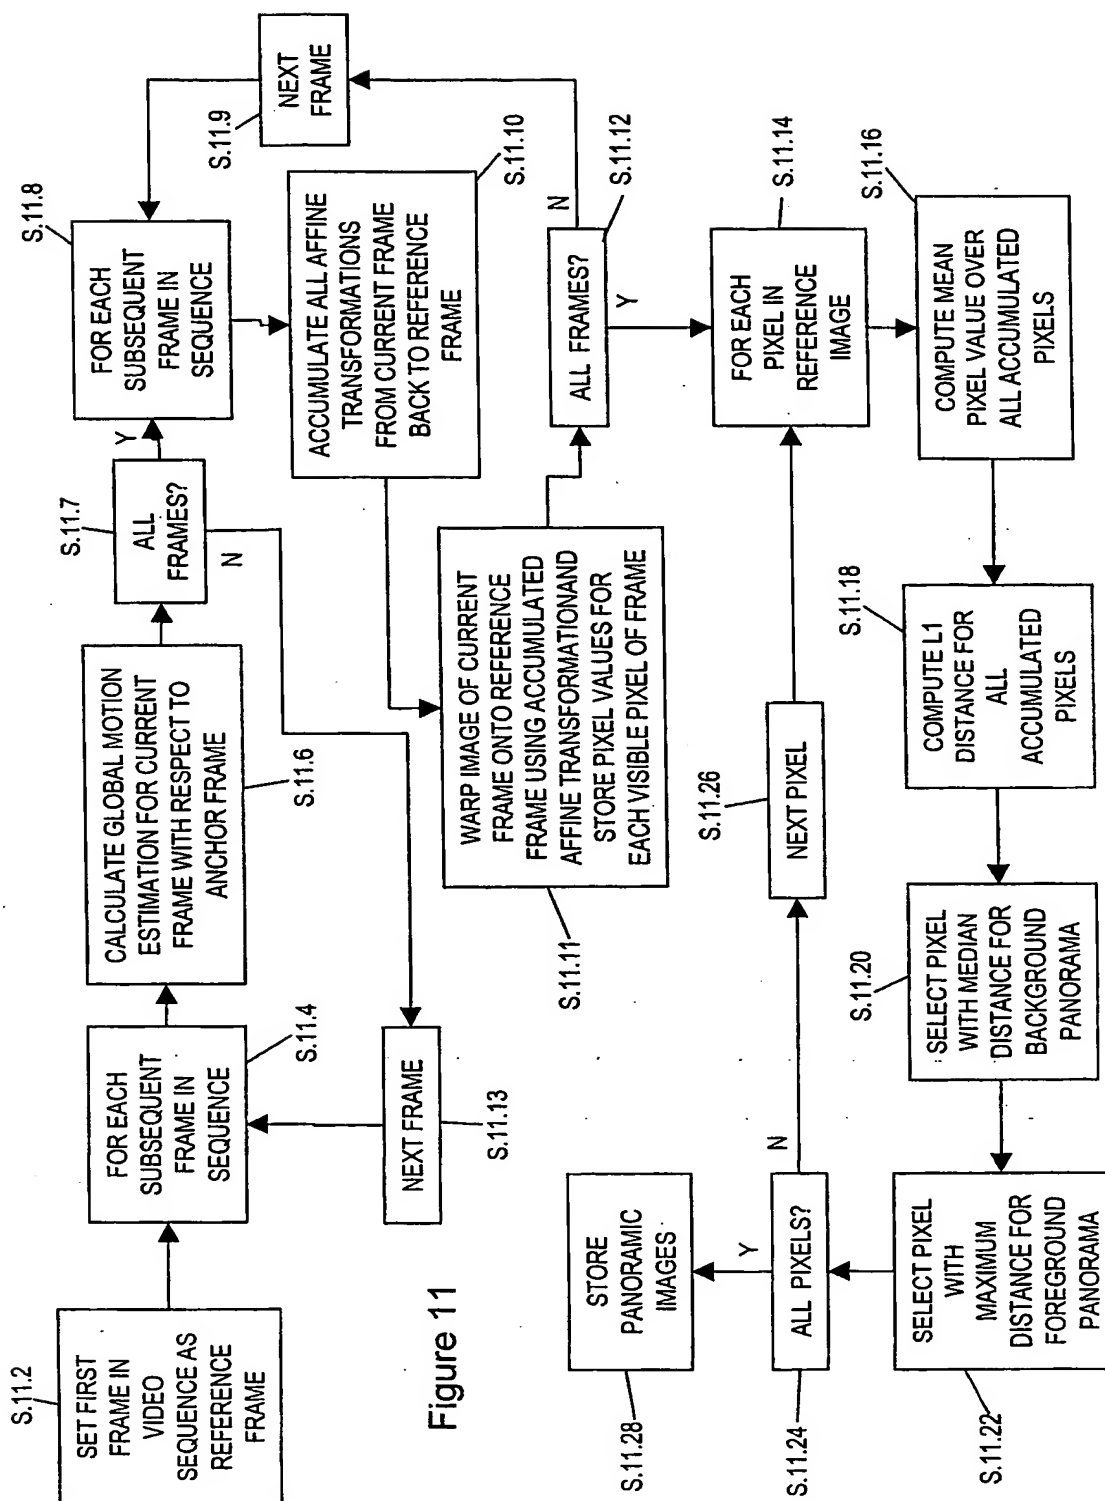 S.11.2
SET FIRST
FRAME IN
VIDEO
SEQUENCE AS
REFERENCE
FRAME
FOR EACH
SUBSEQUENT
FRAME IN
SEQUENCE
S.11.4
CALCULATE GLOBAL MOTION
ESTIMATION FOR CURRENT
FRAME WITH RESPECT TO
ANCHOR FRAME
S.11.6
S.11.7
ALL
FRAMES?
Y
N
NEXT FRAME
S.11.13
S.11.8
FOR EACH
SUBSEQUENT
FRAME IN
SEQUENCE
S.11.9
NEXT
FRAME
ACCUMULATE ALL AFFINE
TRANSFORMATIONS
FROM CURRENT FRAME
BACK TO REFERENCE
FRAME
S.11.10
WARP IMAGE OF CURRENT
FRAME ONTO REFERENCE
FRAME USING ACCUMULATED
AFFINE TRANSFORMATIONAND
STORE PIXEL VALUES FOR
EACH VISIBLE PIXEL OF FRAME
S.11.11
ALL FRAMES?
S.11.12
N
Y
FOR EACH
PIXEL IN
REFERENCE
IMAGE
S.11.14
COMPUTE MEAN
PIXEL VALUE OVER
ALL ACCUMULATED
PIXELS
S.11.16
S.11.18
COMPUTE L1
DISTANCE FOR
ALL
ACCUMULATED
PIXELS
S.11.20
SELECT PIXEL
WITH MEDIAN
DISTANCE FOR
BACKGROUND
PANORAMA
SELECT PIXEL
WITH
MAXIMUM
DISTANCE FOR
FOREGROUND
PANORAMA
S.11.22
ALL PIXELS?
S.11.24
N
Y
NEXT PIXEL
S.11.26
STORE
PANORAMIC
IMAGES
S.11.28
Figure 11